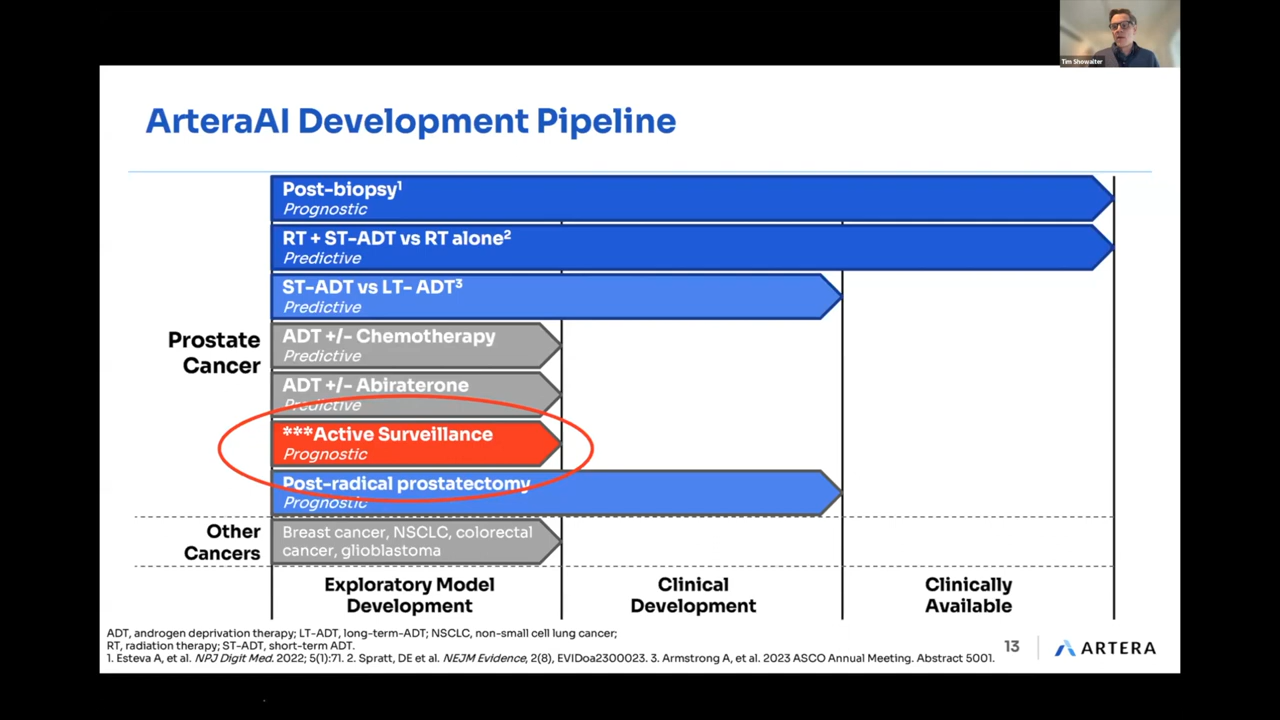 Tim Showalter
ArteraAI Development Pipeline
Post-biopsy¹
Prognostic
RT + ST-ADT vs RT alone²
Predictive
ST-ADT vs LT- ADT³
Predictive
Prostate
Cancer
ADT +/- Chemotherapy
Predictive
ADT +/- Abiraterone
Predictive
***Active Surveillance
Prognostic
Post-radical prostatectomy
Prognostic
Other
Cancers
Breast cancer, NSCLC, colorectal
cancer, glioblastoma
Exploratory Model
Development
Clinical
Development
Clinically
Available
ADT, androgen deprivation therapy; LT-ADT, long-term-ADT; NSCLC, non-small cell lung cancer;
RT, radiation therapy; ST-ADT, short-term ADT.
1. Esteva A, et al. NPJ Digit Med. 2022; 5(1):71. 2. Spratt, DE et al. NEJM Evidence, 2(8), EVIDoa2300023. 3. Armstrong A, et al. 2023 ASCO Annual Meeting. Abstract 5001.
13
ARTERA